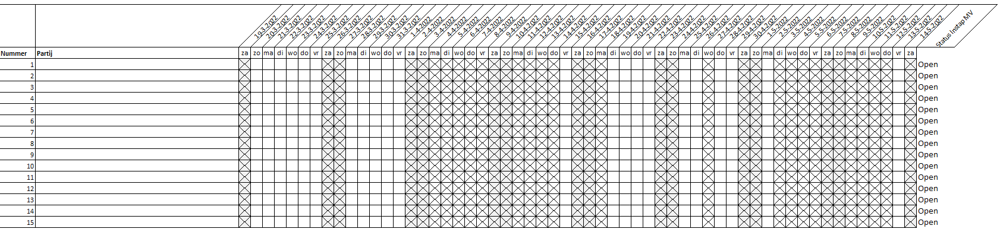 19-3-2022 20-3-2022 21-3-2022 22-3-2022 23-3-2022 24-3-2022 25-3-2022 26-3-2022 27-3-2022 28-3-2022 29-3-2022 30-3-2022 31-3-2022 1-4-2022 2-4-2022 3-4-2022 4-4-2022 5-4-2022 6-4-2022 7-4-2022 8-4-2022 9-4-2022 10-4-2022 11-4-2022 12-4-2022 13-4-2022 14-4-2022 15-4-2022 16-4-2022 17-4-2022 18-4-2022 19-4-2022 20-4-2022 21-4-2022 22-4-2022 23-4-2022 24-4-2022 25-4-2022 26-4-2022 27-4-2022 28-4-2022 29-4-2022 30-4-2022 1-5-2022 2-5-2022 3-5-2022 4-5-2022 5-5-2022 6-5-2022 7-5-2022 8-5-2022 9-5-2022 10-5-2022 11-5-2022 12-5-2022 13-5-2022 14-5-2022 Status Instap MV
Nummer Partij za zo ma di wo do vr za zo ma di wo do vr za zo ma di wo do vr za zo ma di wo do vr za zo ma di wo do vr za zo ma di wo do vr za zo ma di wo do vr za zo ma di wo do vr za
1 Open
2 Open
3 Open
4 Open
5 Open
6 Open
7 Open
8 Open
9 Open
10 Open
11 Open
12 Open
13 Open
14 Open
15 Open